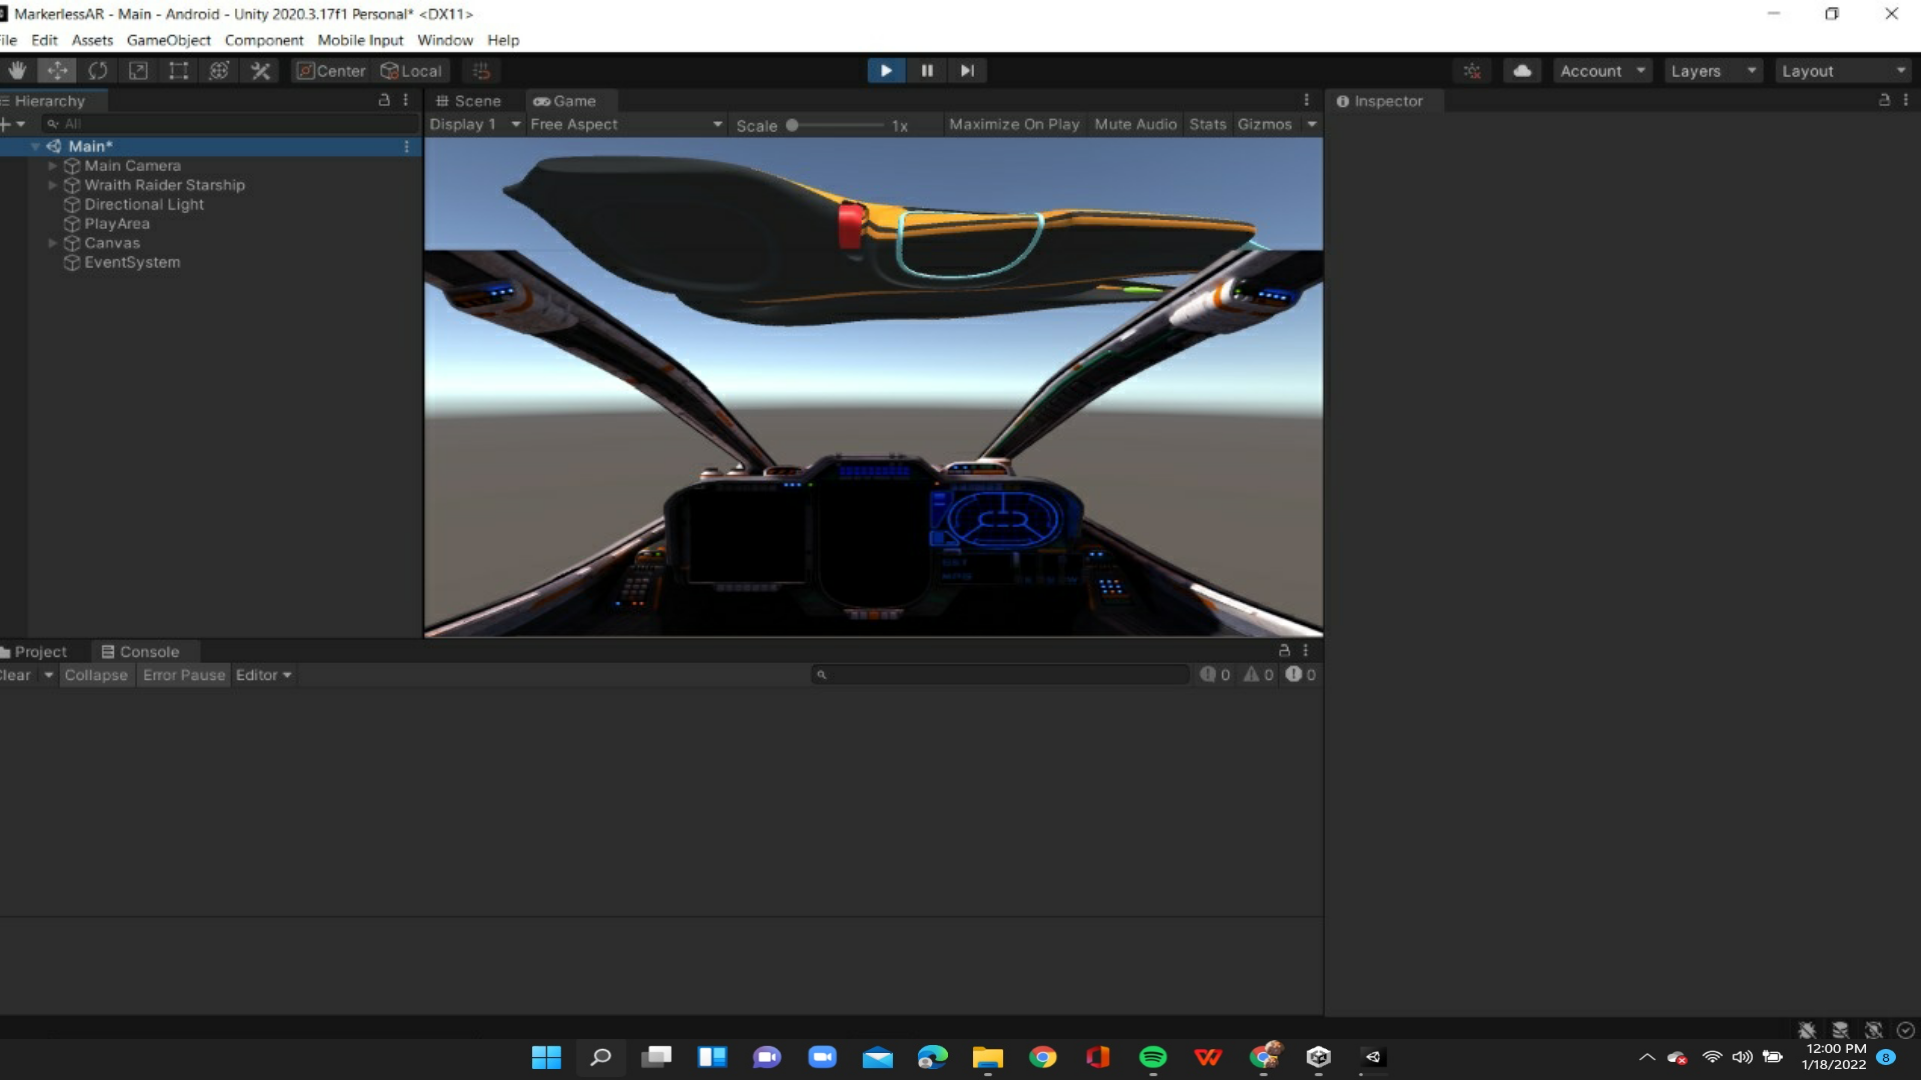 MarkerlessAR - Main - Android - Unity 2020.3.17f1 Personal* <DX11>
ile Edit Assets GameObject Component Mobile Input Window Help
Center Local Account Layers Layout
Hierarchy Scene Game Inspector
All Display 1 Free Aspect Scale 1x Maximize On Play Mute Audio Stats Gizmos
Main*
Main Camera
Wraith Raider Starship
Directional Light
PlayArea
Canvas
EventSystem
Project Console
lear Collapse Error Pause Editor 0 0 0
12:00 PM
1/18/2022 8